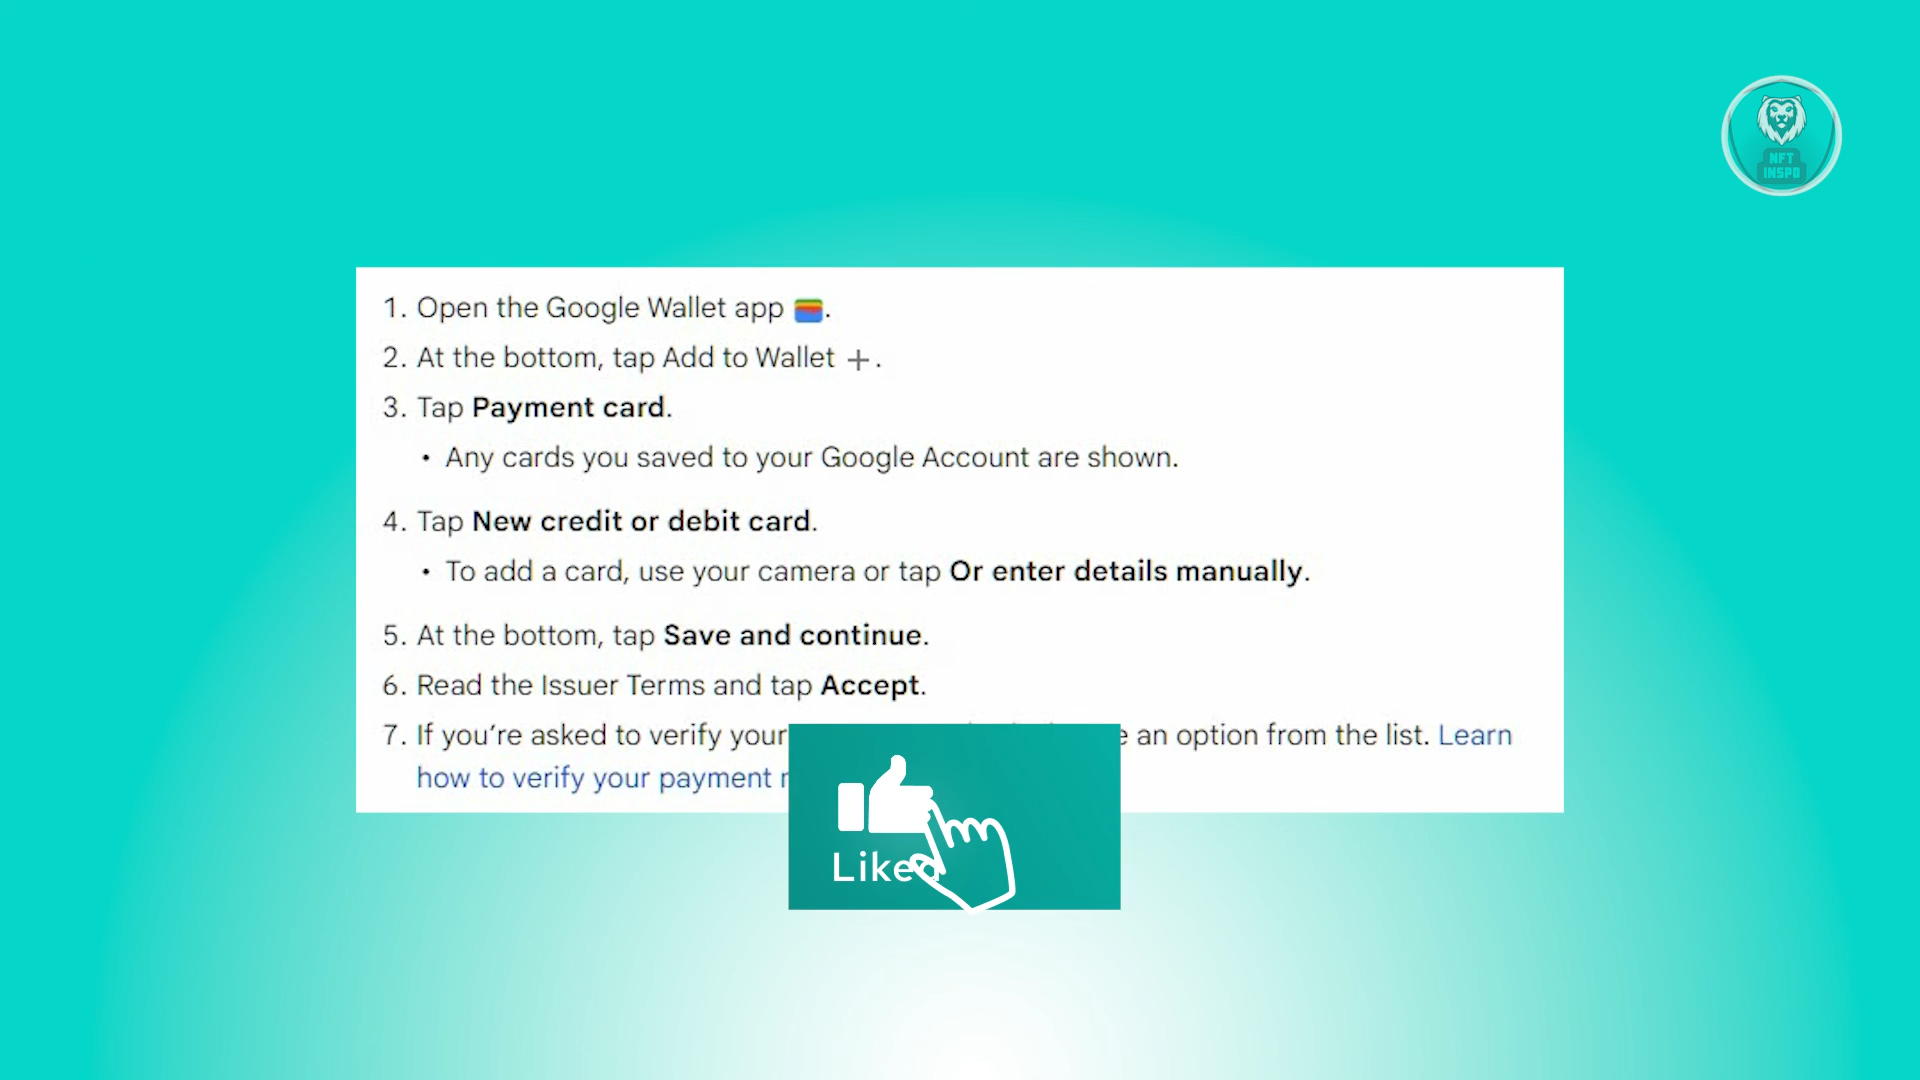 NFT
INSPO
1. Open the Google Wallet app .
2. At the bottom, tap Add to Wallet + .
3. Tap Payment card.
• Any cards you saved to your Google Account are shown.
4. Tap New credit or debit card.
• To add a card, use your camera or tap Or enter details manually.
5. At the bottom, tap Save and continue.
6. Read the Issuer Terms and tap Accept.
7. If you’re asked to verify your an option from the list. Learn
how to verify your payment
Liked